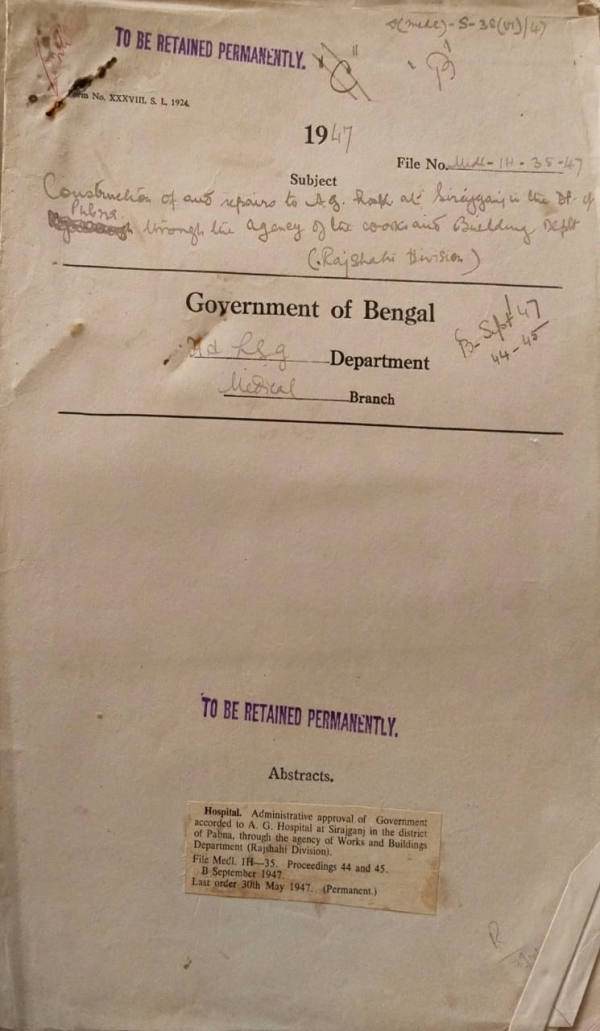 D(Medl)-S-38(VI)/47
TO BE RETAINED PERMANENTLY.
"C"
"B"
Form No. XXXVIII. S. L. 1924.
1947
File No. Medl-1H-35-47
Subject
Construction of and repairs to A.G. Hosp at Sirajganj in the Dt. of
Pabna
through the agency of the works and Building Deptt
(Rajshahi Division)
Government of Bengal
B- Sept 47
44-45
Department
Medical Branch
TO BE RETAINED PERMANENTLY.
Abstracts.
Hospital. Administrative approval of Government
accorded to A. G. Hospital at Sirajganj in the district
of Pabna, through the agency of Works and Buildings
Department (Rajshahi Division).
File Medl. 1H—35. Proceedings 44 and 45.
B September 1947.
Last order 30th May 1947. (Permanent.)
R